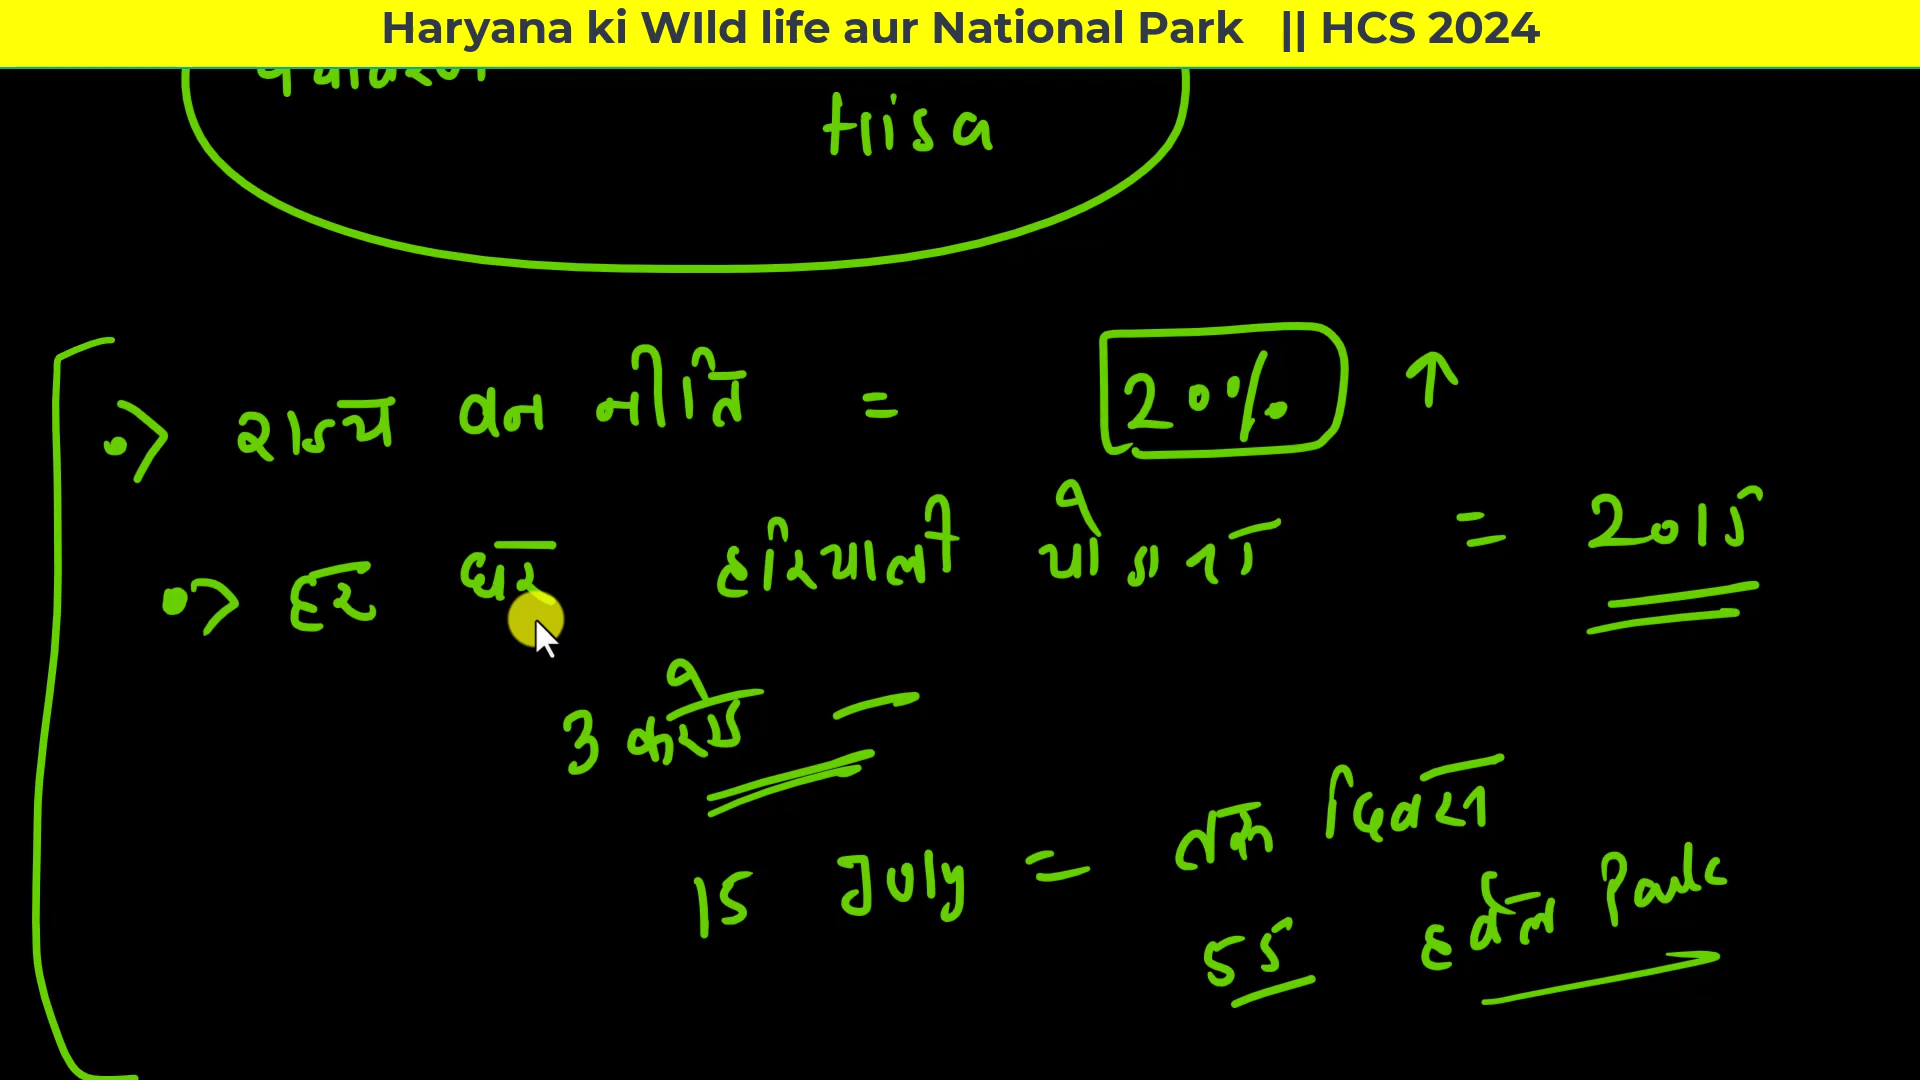 Haryana ki WIld life aur National Park || HCS 2024
Hisa
राज्य वन नीति = 20% ↑
हर घर हरियाली योजना = 2015
3 करोड़ —
15 July = तक दिवस
55 हर्बल Park